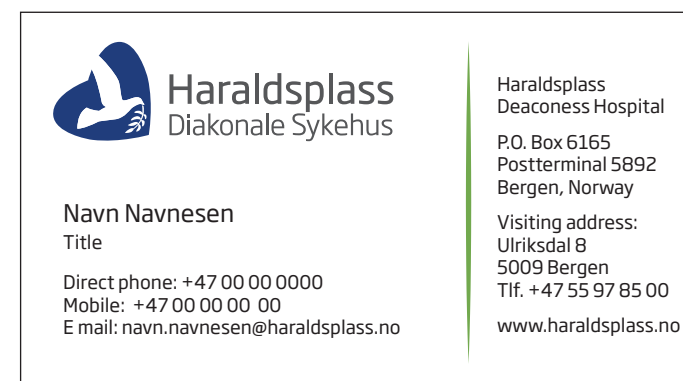 Haraldsplass
Diakonale Sykehus
Navn Navnesen
Title
Direct phone: +47 00 00 0000
Mobile:  +47 00 00 00  00
E mail: navn.navnesen@haraldsplass.no
Haraldsplass
Deaconess Hospital
P.O. Box 6165
Postterminal 5892
Bergen, Norway
Visiting address:
Ulriksdal 8
5009 Bergen
Tlf. +47 55 97 85 00
www.haraldsplass.no